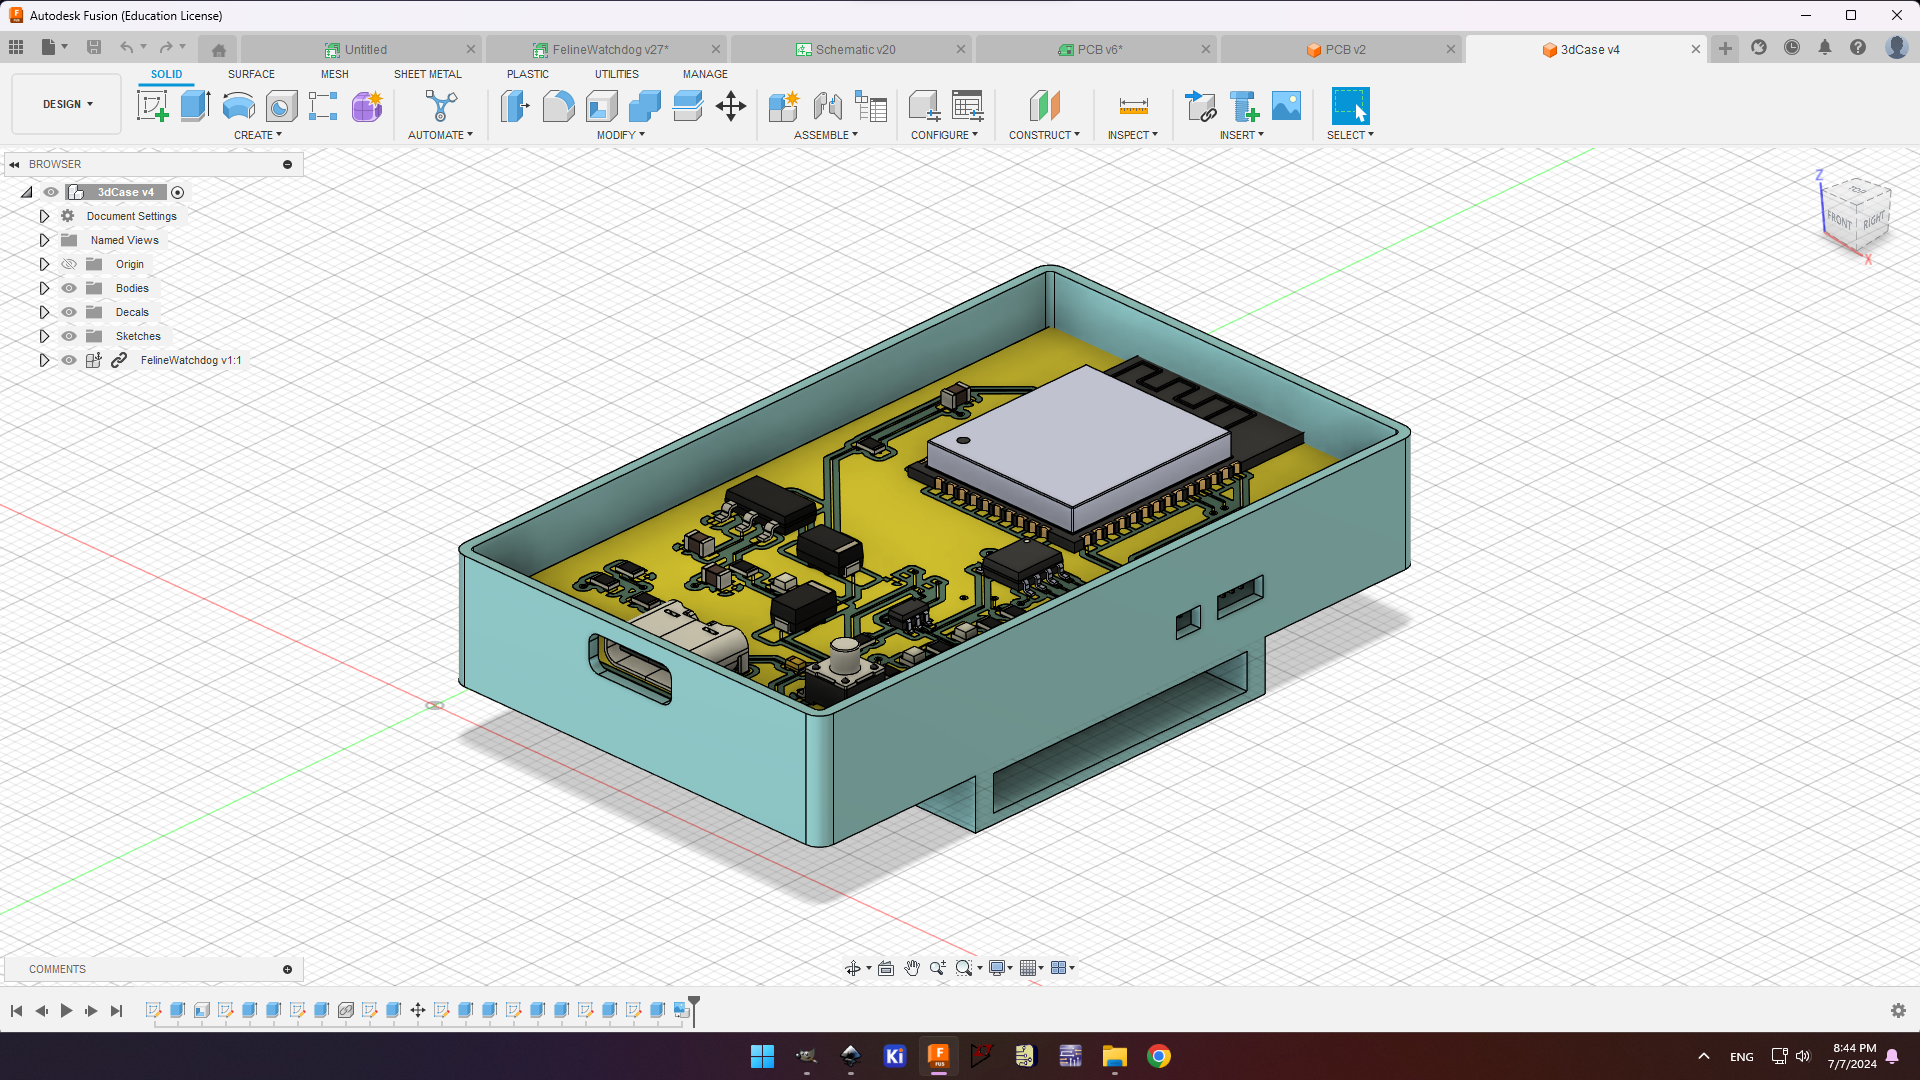 Autodesk Fusion (Education License)
Untitled
FelineWatchdog v27*
Schematic v20
PCB v6*
PCB v2
3dCase v4
SOLID
SURFACE
MESH
SHEET METAL
PLASTIC
UTILITIES
MANAGE
DESIGN
CREATE
AUTOMATE
MODIFY
ASSEMBLE
CONFIGURE
CONSTRUCT
INSPECT
INSERT
SELECT
BROWSER
3dCase v4
Document Settings
Named Views
Origin
Bodies
Decals
Sketches
FelineWatchdog v1:1
Z
TOP
FRONT
RIGHT
X
COMMENTS
Ki
F
FUS
ENG
8:44 PM
7/7/2024